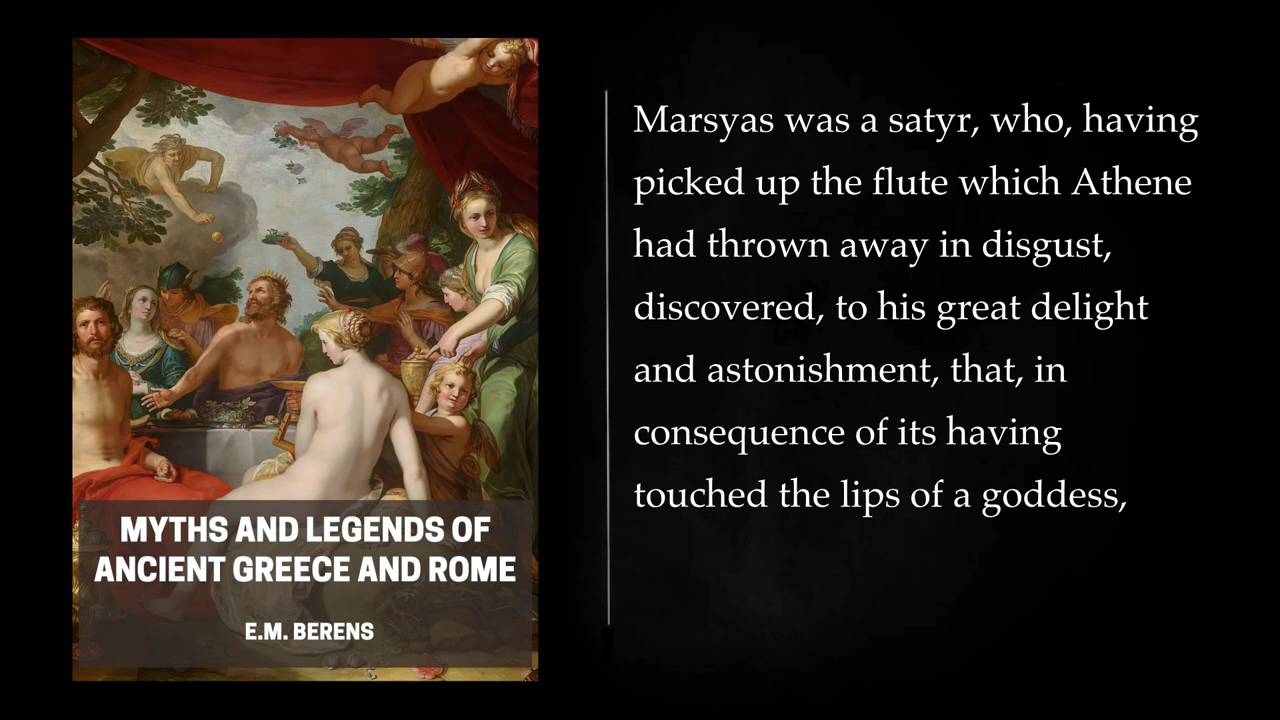 MYTHS AND LEGENDS OF
ANCIENT GREECE AND ROME
E.M. BERENS
Marsyas was a satyr, who, having
picked up the flute which Athene
had thrown away in disgust,
discovered, to his great delight
and astonishment, that, in
consequence of its having
touched the lips of a goddess,